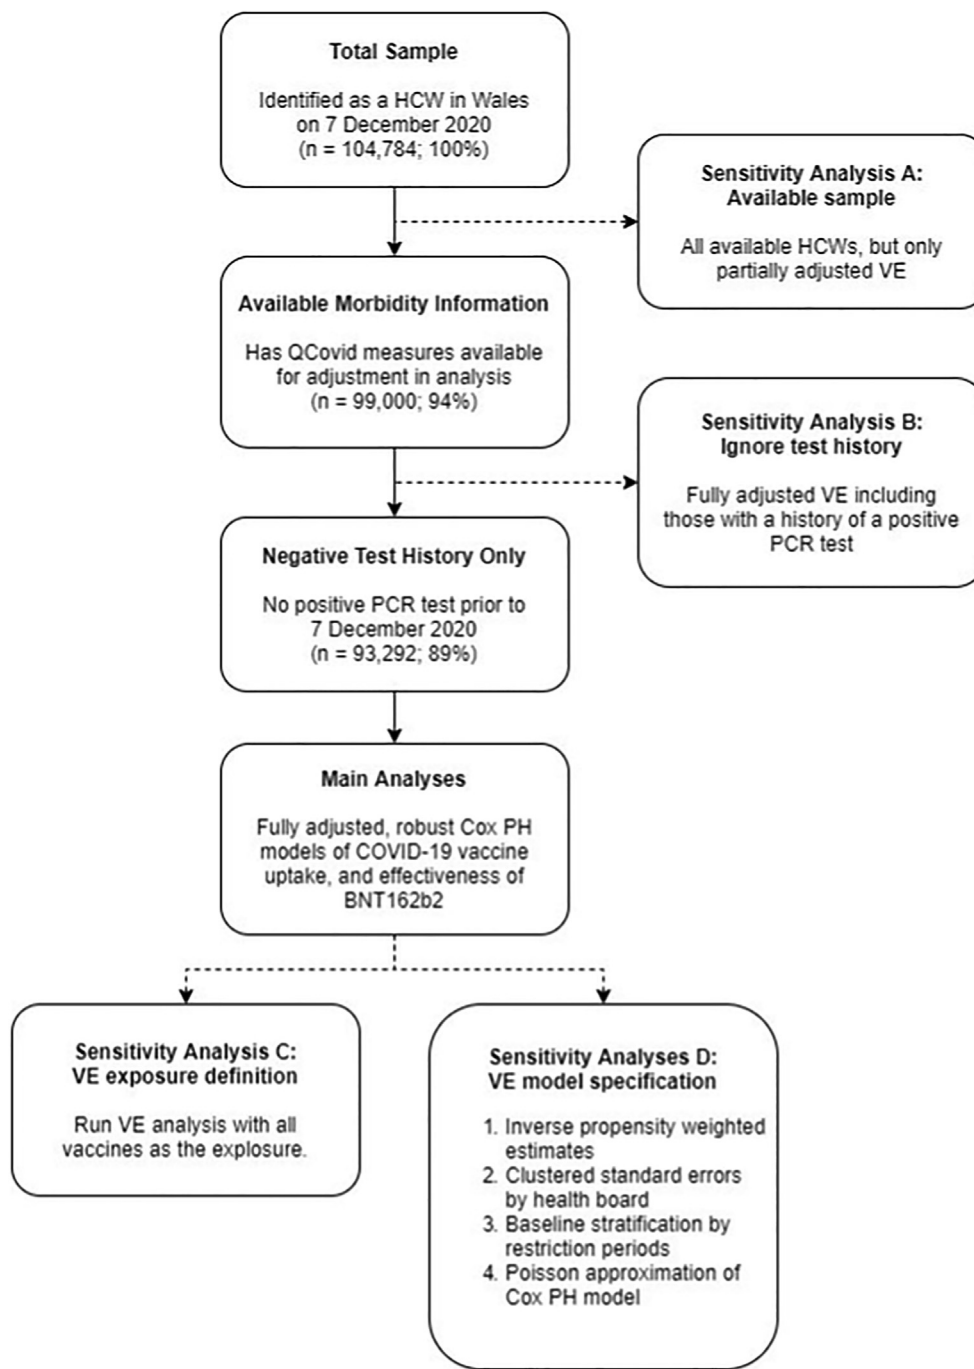 Total Sample
Identified as a HCW in Wales
on 7 December 2020
(n = 104,784; 100%)
Sensitivity Analysis A:
Available sample
All available HCWs, but only
partially adjusted VE
Available Morbidity Information
Has QCovid measures available
for adjustment in analysis
(n = 99,000; 94%)
Sensitivity Analysis B:
Ignore test history
Fully adjusted VE including
those with a history of a positive
PCR test
Negative Test History Only
No positive PCR test prior to
7 December 2020
(n = 93,292; 89%)
Main Analyses
Fully adjusted, robust Cox PH
models of COVID-19 vaccine
uptake, and effectiveness of
BNT162b2
Sensitivity Analysis C:
VE exposure definition
Run VE analysis with all
vaccines as the explosure.
Sensitivity Analyses D:
VE model specification
1. Inverse propensity weighted
estimates
2. Clustered standard errors
by health board
3. Baseline stratification by
restriction periods
4. Poisson approximation of
Cox PH model